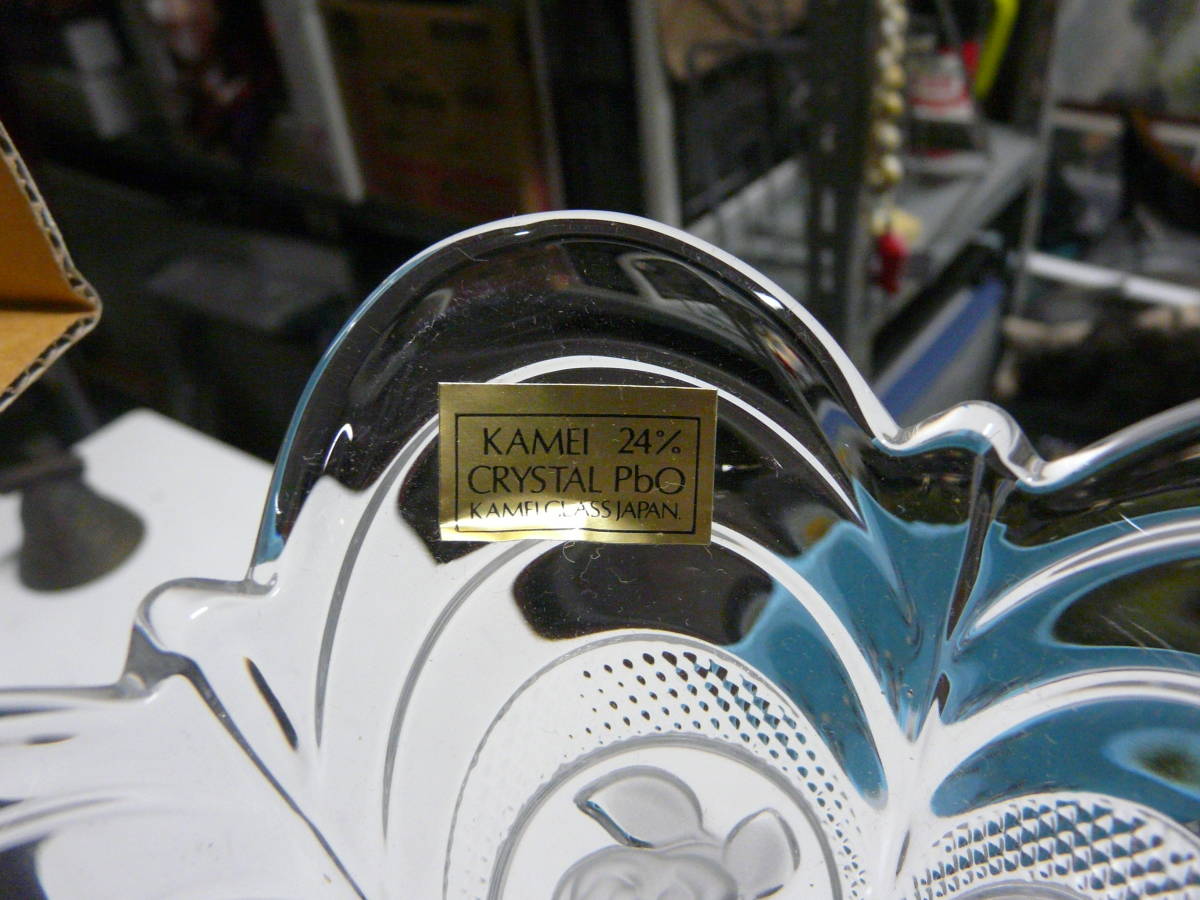 KAMEI 24%
CRYSTAL PbO
KAMEI GLASS JAPAN.